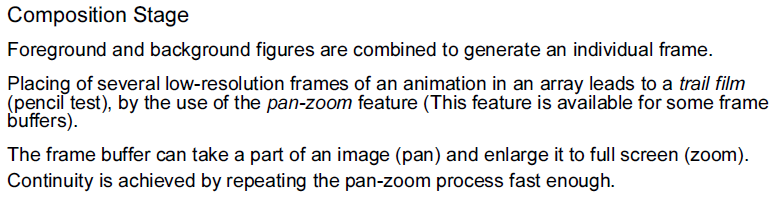 Composition Stage
Foreground and background figures are combined to generate an individual frame.
Placing of several low-resolution frames of an animation in an array leads to a trail film
(pencil test), by the use of the pan-zoom feature (This feature is available for some frame
buffers).
The frame buffer can take a part of an image (pan) and enlarge it to full screen (zoom).
Continuity is achieved by repeating the pan-zoom process fast enough.